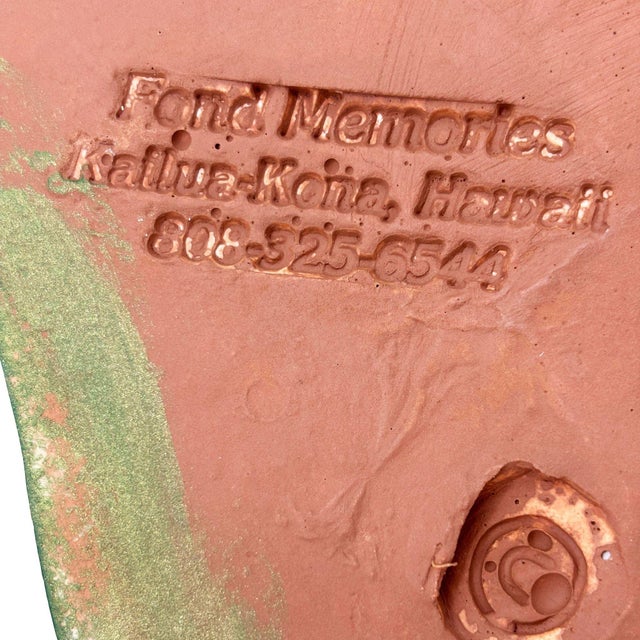 Fond Memories
Kailua-Kona, Hawaii
808-325-6544